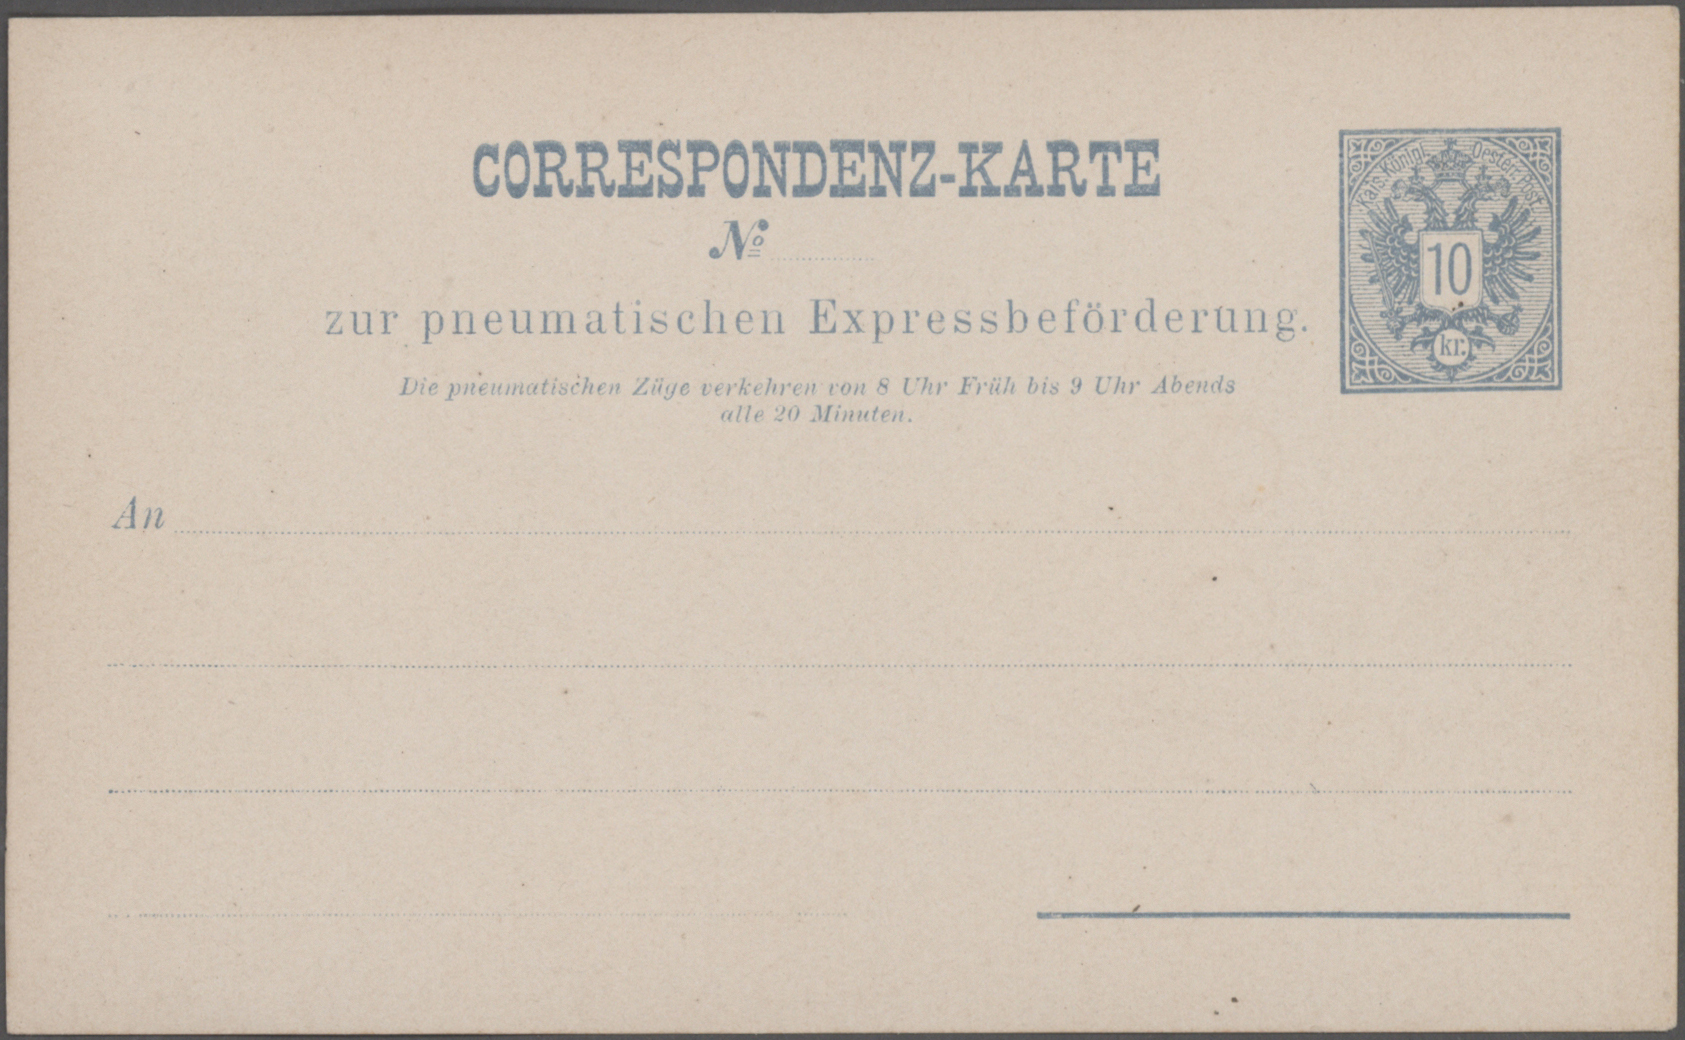 CORRESPONDENZ-KARTE
Kais. Königl. Oesterr. Post.
No
10
zur pneumatischen Expressbeförderung.
kr.
Die pneumatischen Züge verkehren von 8 Uhr Früh bis 9 Uhr Abends
alle 20 Minuten.
An